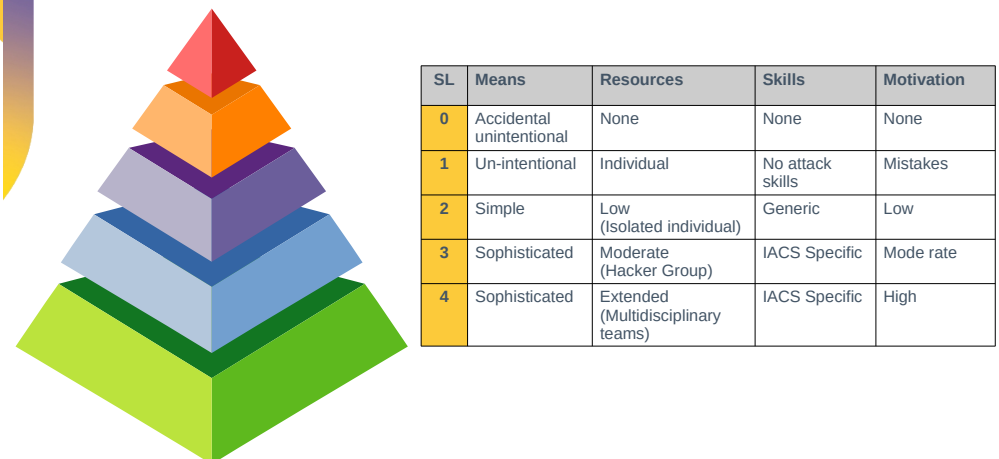 SL Means Resources Skills Motivation
0 Accidental None None None
unintentional
1 Un-intentional Individual No attack Mistakes
skills
2 Simple Low Generic Low
(Isolated individual)
3 Sophisticated Moderate IACS Specific Mode rate
(Hacker Group)
4 Sophisticated Extended IACS Specific High
(Multidisciplinary
teams)